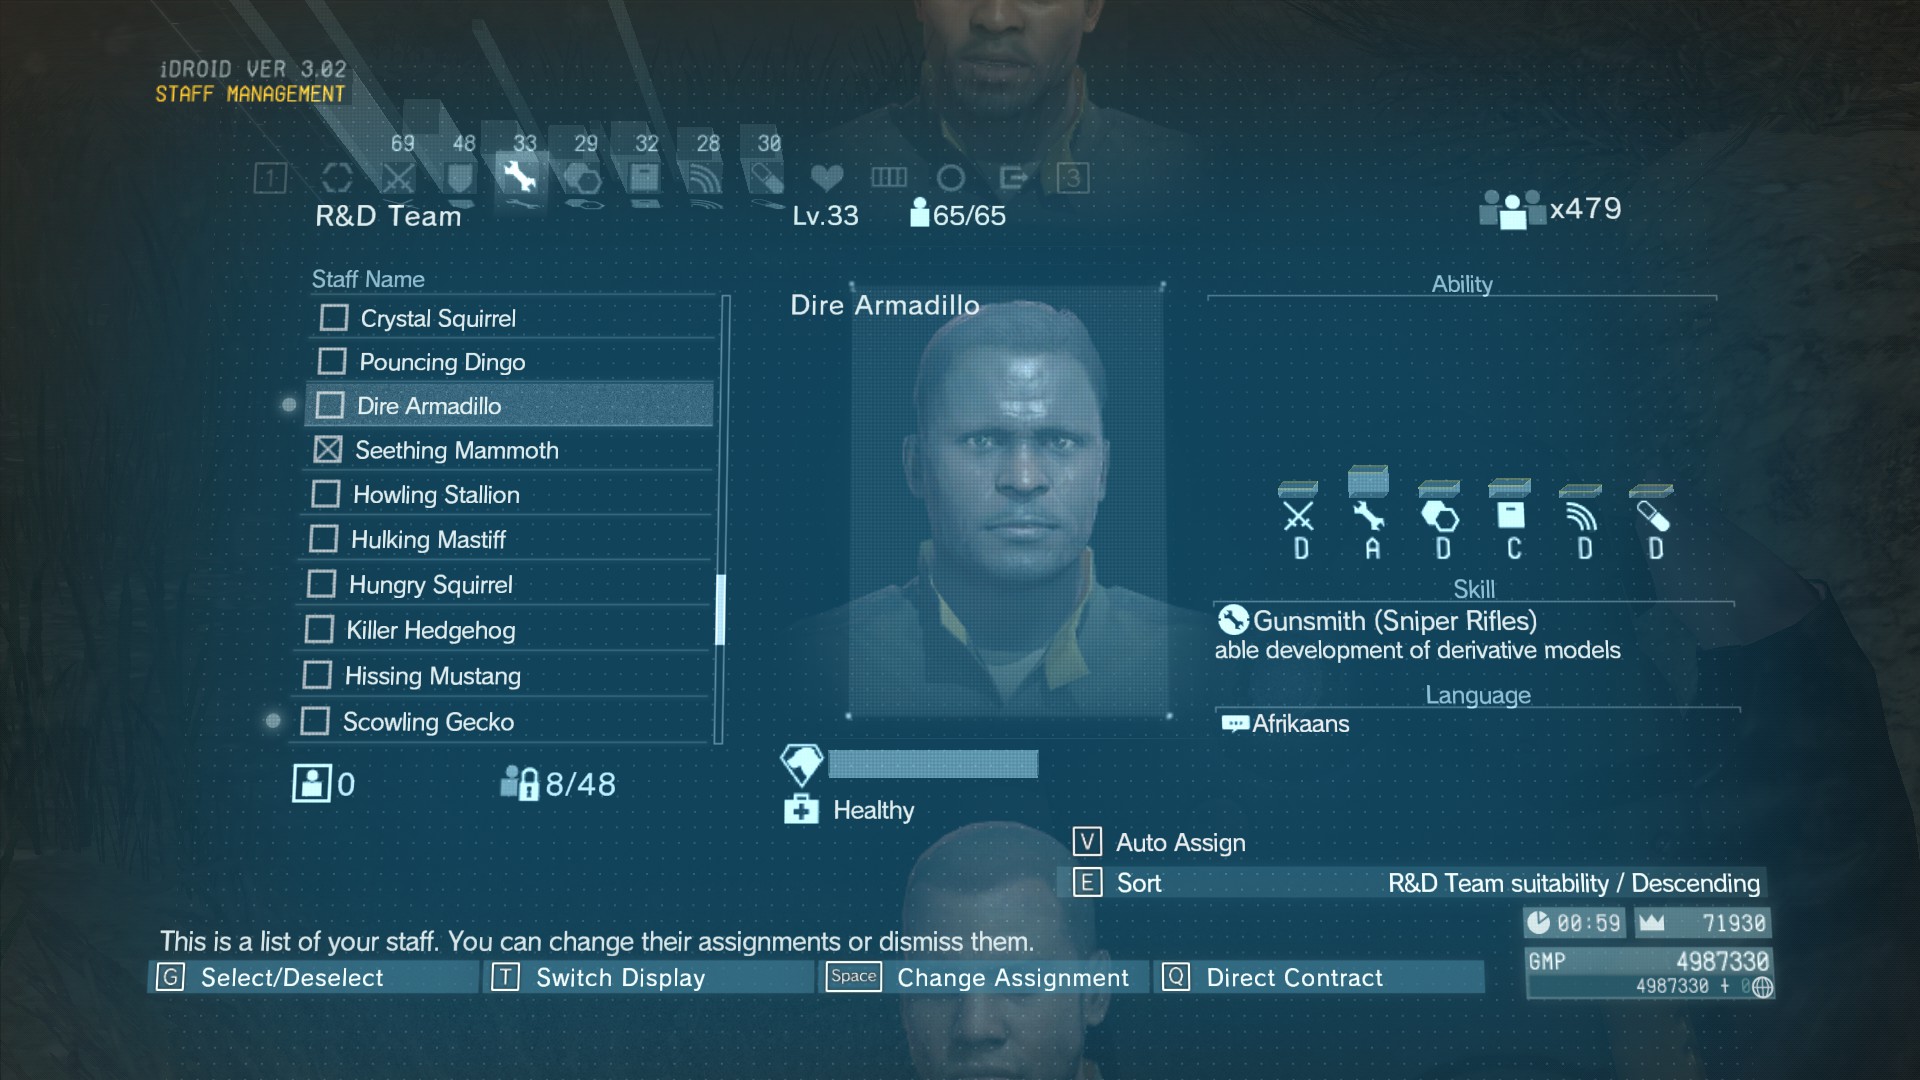 iDROID VER 3.02
STAFF MANAGEMENT
69 48 33 29 32 28 30
1 3
R&D Team Lv.33 65/65 x479
Staff Name
Crystal Squirrel
Pouncing Dingo
Dire Armadillo
Seething Mammoth
Howling Stallion
Hulking Mastiff
Hungry Squirrel
Killer Hedgehog
Hissing Mustang
Scowling Gecko
0 8/48
Dire Armadillo
Healthy
Ability
D A D C D D
Skill
Gunsmith (Sniper Rifles)
able development of derivative models
Language
Afrikaans
V Auto Assign
E Sort R&D Team suitability / Descending
00:59 71930
GMP 4987330
4987330 + 0
This is a list of your staff. You can change their assignments or dismiss them.
G Select/Deselect T Switch Display Space Change Assignment Q Direct Contract